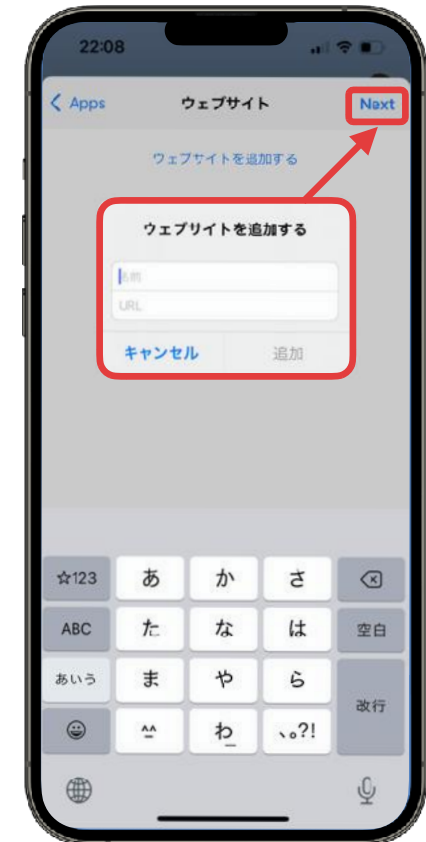 22:08
Apps ウェブサイト Next
ウェブサイトを追加する
ウェブサイトを追加する
名前
URL
キャンセル 追加
☆123 あ か さ
ABC た な は 空白
あいう ま や ら 改行
^^ わ_ 、。?!